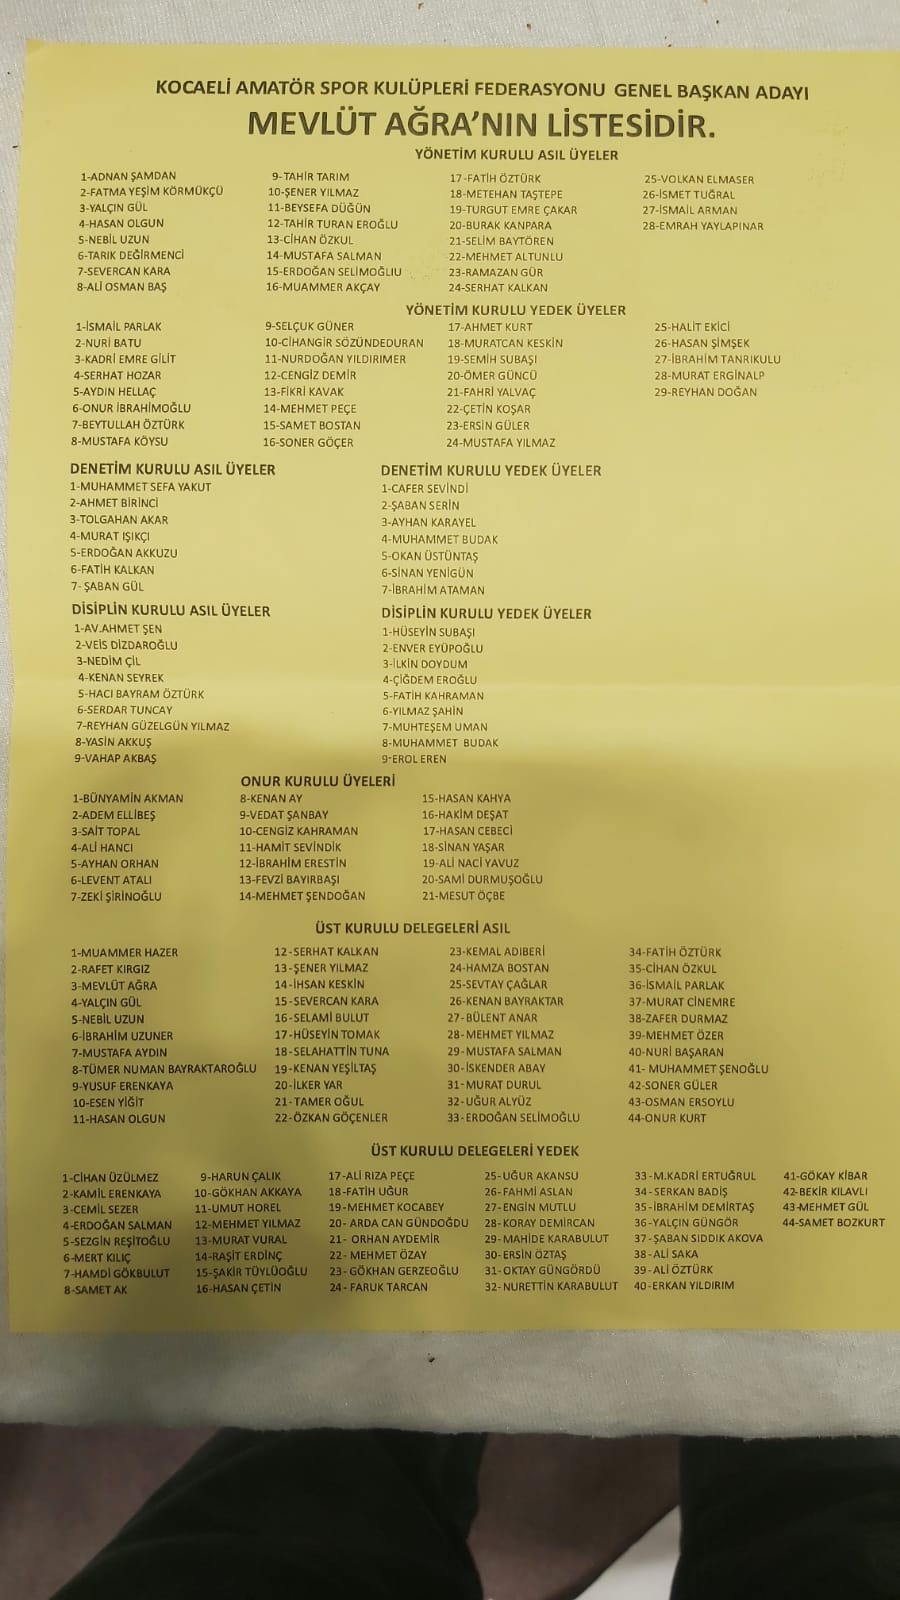 KOCAELİ AMATÖR SPOR KULÜPLERİ FEDERASYONU GENEL BAŞKAN ADAYI
MEVLÜT AĞRA'NIN LİSTESİDİR.
YÖNETİM KURULU ASIL ÜYELER
1-ADNAN ŞAMDAN
2-FATMA YEŞİM KÖRMÜKÇÜ
3-YALÇIN GÜL
4-HASAN OLGUN
5-NEBİL UZUN
6-TARIK DEĞİRMENCİ
7-SEVERCAN KARA
8-ALİ OSMAN BAŞ
9-TAHİR TARIM
10-ŞENER YILMAZ
11-BEYSEFA DÜĞÜN
12-TAHİR TURAN EROĞLU
13-CİHAN ÖZKUL
14-MUSTAFA SALMAN
15-ERDOĞAN SELİMOĞLIU
16-MUAMMER AKÇAY
17-FATİH ÖZTÜRK
18-METEHAN TAŞTEPE
19-TURGUT EMRE ÇAKAR
20-BURAK KANPARA
21-SELİM BAYTÖREN
22-MEHMET ALTUNLU
23-RAMAZAN GÜR
24-SERHAT KALKAN
25-VOLKAN ELMASER
26-İSMET TUĞRAL
27-İSMAİL ARMAN
28-EMRAH YAYLAPINAR
YÖNETİM KURULU YEDEK ÜYELER
1-İSMAİL PARLAK
2-NURİ BATU
3-KADRİ EMRE GİLİT
4-SERHAT HOZAR
5-AYDIN HELLAÇ
6-ONUR İBRAHİMOĞLU
7-BEYTULLAH ÖZTÜRK
8-MUSTAFA KÖYSU
9-SELÇUK GÜNER
10-CİHANGİR SÖZÜNDEDURAN
11-NURDOĞAN YILDIRIMER
12-CENGİZ DEMİR
13-FİKRİ KAVAK
14-MEHMET PEÇE
15-SAMET BOSTAN
16-SONER GÖÇER
17-AHMET KURT
18-MURATCAN KESKİN
19-SEMİH SUBAŞI
20-ÖMER GÜNCÜ
21-FAHRİ YALVAÇ
22-ÇETİN KOŞAR
23-ERSİN GÜLER
24-MUSTAFA YILMAZ
25-HALİT EKİCİ
26-HASAN ŞİMŞEK
27-İBRAHİM TANRIKULU
28-MURAT ERGİNALP
29-REYHAN DOĞAN
DENETİM KURULU ASIL ÜYELER
1-MUHAMMET SEFA YAKUT
2-AHMET BİRİNCİ
3-TOLGAHAN AKAR
4-MURAT IŞIKÇI
5-ERDOĞAN AKKUZU
6-FATİH KALKAN
7- ŞABAN GÜL
DENETİM KURULU YEDEK ÜYELER
1-CAFER SEVİNDİ
2-ŞABAN SERİN
3-AYHAN KARAYEL
4-MUHAMMET BUDAK
5-OKAN ÜSTÜNTAŞ
6-SİNAN YENİGÜN
7-İBRAHİM ATAMAN
DİSİPLİN KURULU ASIL ÜYELER
1-AV.AHMET ŞEN
2-VEİS DİZDAROĞLU
3-NEDİM ÇİL
4-KENAN SEYREK
5-HACI BAYRAM ÖZTÜRK
6-SERDAR TUNCAY
7-REYHAN GÜZELGÜN YILMAZ
8-YASİN AKKUŞ
9-VAHAP AKBAŞ
DİSİPLİN KURULU YEDEK ÜYELER
1-HÜSEYİN SUBAŞI
2-ENVER EYÜPOĞLU
3-İLKİN DOYDUM
4-ÇİĞDEM EROĞLU
5-FATİH KAHRAMAN
6-YILMAZ ŞAHİN
7-MUHTEŞEM UMAN
8-MUHAMMET BUDAK
9-EROL EREN
ONUR KURULU ÜYELERİ
1-BÜNYAMİN AKMAN
2-ADEM ELLİBEŞ
3-SAİT TOPAL
4-ALİ HANCI
5-AYHAN ORHAN
6-LEVENT ATALI
7-ZEKİ ŞİRİNOĞLU
8-KENAN AY
9-VEDAT ŞANBAY
10-CENGİZ KAHRAMAN
11-HAMİT SEVİNDİK
12-İBRAHİM ERESTİN
13-FEVZİ BAYIRBAŞI
14-MEHMET ŞENDOĞAN
15-HASAN KAHYA
16-HAKİM DEŞAT
17-HASAN CEBECİ
18-SİNAN YAŞAR
19-ALİ NACİ YAVUZ
20-SAMİ DURMUŞOĞLU
21-MESUT ÖÇBE
ÜST KURULU DELEGELERİ ASIL
1-MUAMMER HAZER
2-RAFET KIRGIZ
3-MEVLÜT AĞRA
4-YALÇIN GÜL
5-NEBİL UZUN
6-İBRAHİM UZUNER
7-MUSTAFA AYDIN
8-TÜMER NUMAN BAYRAKTAROĞLU
9-YUSUF ERENKAYA
10-ESEN YİĞİT
11-HASAN OLGUN
12-SERHAT KALKAN
13-ŞENER YILMAZ
14-İHSAN KESKİN
15-SEVERCAN KARA
16-SELAMI BULUT
17-HÜSEYİN TOMAK
18-SELAHATTİN TUNA
19-KENAN YEŞİLTAŞ
20-İLKER YAR
21-TAMER OĞUL
22-ÖZKAN GÖÇENLER
23-KEMAL ADIBERİ
24-HAMZA BOSTAN
25-SEVTAY ÇAĞLAR
26-KENAN BAYRAKTAR
27-BÜLENT ANAR
28-MEHMET YILMAZ
29-MUSTAFA SALMAN
30-İSKENDER ABAY
31-MURAT DURUL
32-UĞUR ALYÜZ
33-ERDOĞAN SELİMOĞLU
34-FATİH ÖZTÜRK
35-CİHAN ÖZKUL
36-İSMAİL PARLAK
37-MURAT CİNEMRE
38-ZAFER DURMAZ
39-MEHMET ÖZER
40-NURİ BAŞARAN
41- MUHAMMET ŞENOĞLU
42-SONER GÜLER
43-OSMAN ERSOYLU
44-ONUR KURT
ÜST KURULU DELEGELERİ YEDEK
1-CİHAN ÜZÜLMEZ
2-KAMİL ERENKAYA
3-CEMİL SEZER
4-ERDOĞAN SALMAN
5-SEZGİN REŞİTOĞLU
6-MERT KILIÇ
7-HAMDİ GÖKBULUT
8-SAMET AK
9-HARUN ÇALIK
10-GÖKHAN AKKAYA
11-UMUT HOREL
12-MEHMET YILMAZ
13-MURAT VURAL
14-RAŞİT ERDİNÇ
15-ŞAKİR TÜYLÜOĞLU
16-HASAN ÇETİN
17-ALİ RIZA PEÇE
18-FATİH UĞUR
19-MEHMET KOCABEY
20- ARDA CAN GÜNDOĞDU
21- ORHAN AYDEMİR
22- MEHMET ÖZAY
23- GÖKHAN GERZEOĞLU
24- FARUK TARCAN
25-UĞUR AKANSU
26-FAHMI ASLAN
27-ENGİN MUTLU
28-KORAY DEMIRCAN
29-MAHİDE KARABULUT
30-ERSİN ÖZTAŞ
31-OKTAY GÜNGÖRDÜ
32-NURETTİN KARABULUT
33-M.KADRİ ERTUĞRUL
34-SERKAN BADİŞ
35-İBRAHİM DEMİRTAŞ
36-YALÇIN GÜNGÖR
37-ŞABAN SIDDIK AKOVA
38-ALİ SAKA
39-ALİ ÖZTÜRK
40-ERKAN YILDIRIM
41-GÖKAY KİBAR
42-BEKİR KILAVLI
43-MEHMET GÜL
44-SAMET BOZKURT